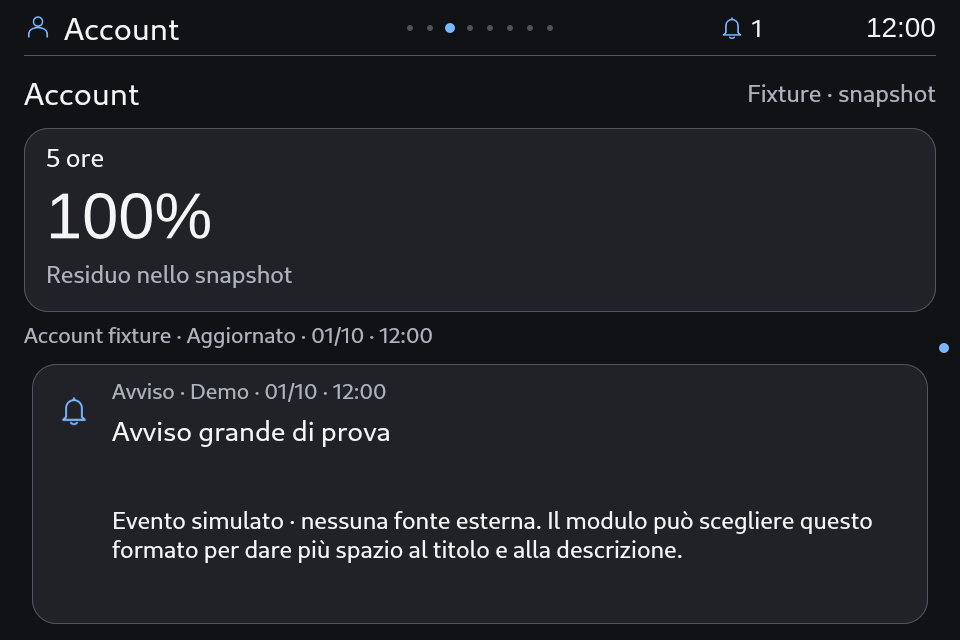 Account
1
12:00
Account
Fixture · snapshot
5 ore
100%
Residuo nello snapshot
Account fixture · Aggiornato · 01/10 · 12:00
Avviso · Demo · 01/10 · 12:00
Avviso grande di prova
Evento simulato · nessuna fonte esterna. Il modulo può scegliere questo
formato per dare più spazio al titolo e alla descrizione.